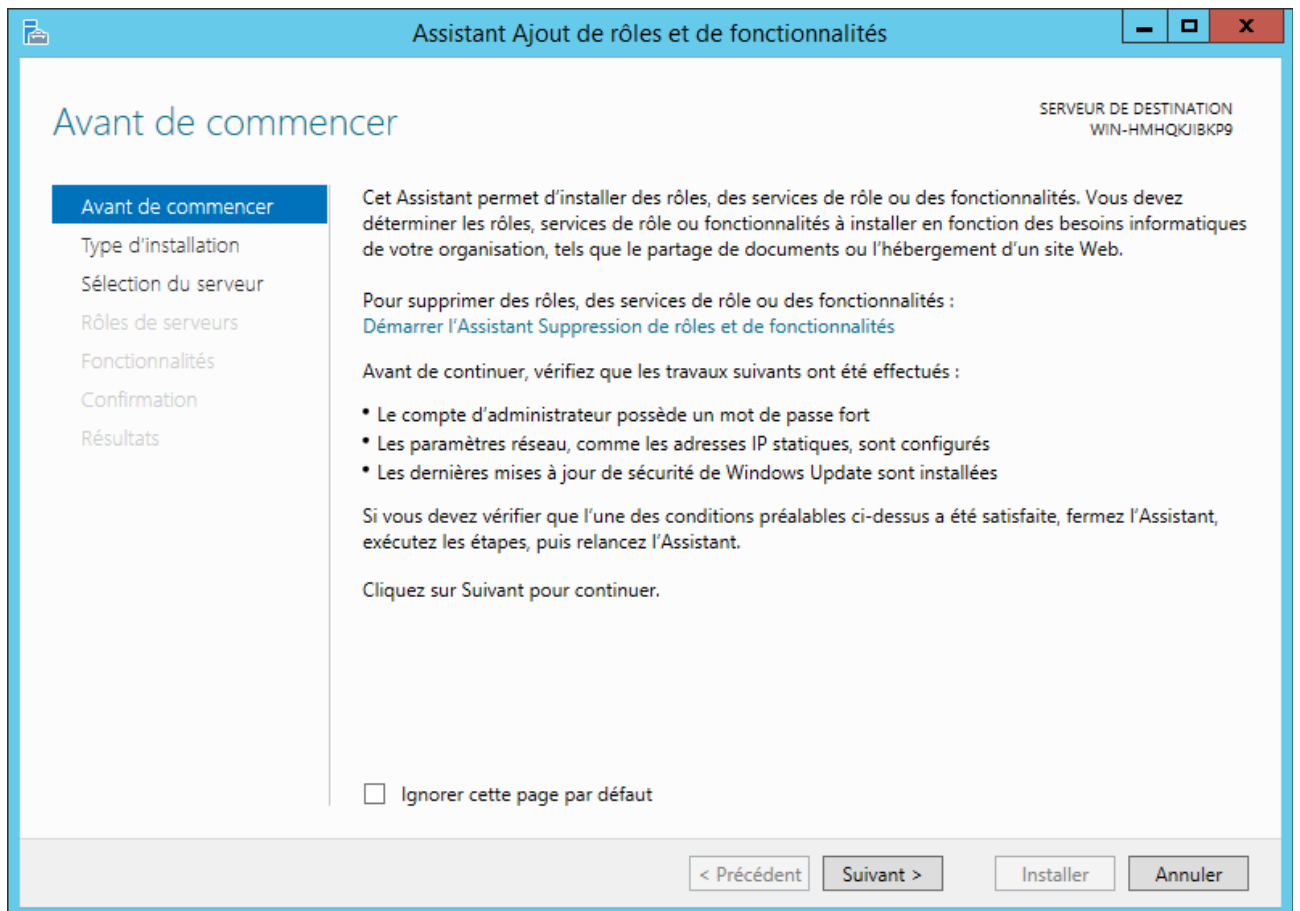 Assistant Ajout de rôles et de fonctionnalités
Avant de commencer
SERVEUR DE DESTINATION
WIN-HMHQKJIBKP9
Avant de commencer
Type d'installation
Sélection du serveur
Rôles de serveurs
Fonctionnalités
Confirmation
Résultats
Cet Assistant permet d'installer des rôles, des services de rôle ou des fonctionnalités. Vous devez
déterminer les rôles, services de rôle ou fonctionnalités à installer en fonction des besoins informatiques
de votre organisation, tels que le partage de documents ou l'hébergement d'un site Web.
Pour supprimer des rôles, des services de rôle ou des fonctionnalités :
Démarrer l'Assistant Suppression de rôles et de fonctionnalités
Avant de continuer, vérifiez que les travaux suivants ont été effectués :
• Le compte d'administrateur possède un mot de passe fort
• Les paramètres réseau, comme les adresses IP statiques, sont configurés
• Les dernières mises à jour de sécurité de Windows Update sont installées
Si vous devez vérifier que l'une des conditions préalables ci-dessus a été satisfaite, fermez l'Assistant,
exécutez les étapes, puis relancez l'Assistant.
Cliquez sur Suivant pour continuer.
Ignorer cette page par défaut
< Précédent
Suivant >
Installer
Annuler